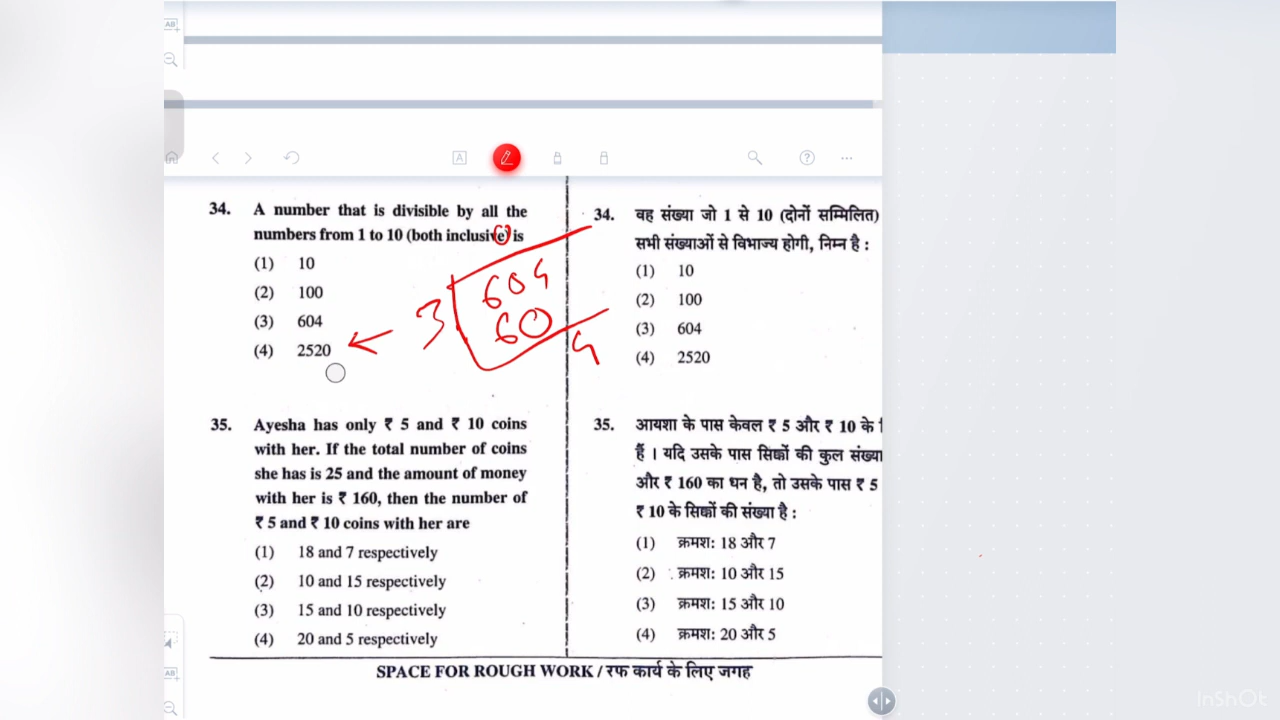 34. A number that is divisible by all the
numbers from 1 to 10 (both inclusive) is
(1) 10
(2) 100
(3) 604
(4) 2520
0
604
3
60
4
35. Ayesha has only ₹ 5 and ₹ 10 coins
with her. If the total number of coins
she has is 25 and the amount of money
with her is ₹ 160, then the number of
₹ 5 and ₹ 10 coins with her are
(1) 18 and 7 respectively
(2) 10 and 15 respectively
(3) 15 and 10 respectively
(4) 20 and 5 respectively
34. वह संख्या जो 1 से 10 (दोनों सम्मिलित)
सभी संख्याओं से विभाज्य होगी, निम्न है :
(1) 10
(2) 100
(3) 604
(4) 2520
35. आयशा के पास केवल ₹ 5 और ₹ 10 के
हैं । यदि उसके पास सिक्कों की कुल संख्या
और ₹ 160 का धन है, तो उसके पास ₹ 5
₹ 10 के सिक्कों की संख्या है :
(1) क्रमश: 18 और 7
(2) क्रमश: 10 और 15
(3) क्रमश: 15 और 10
(4) क्रमश: 20 और 5
SPACE FOR ROUGH WORK / रफ कार्य के लिए जगह
InShOt